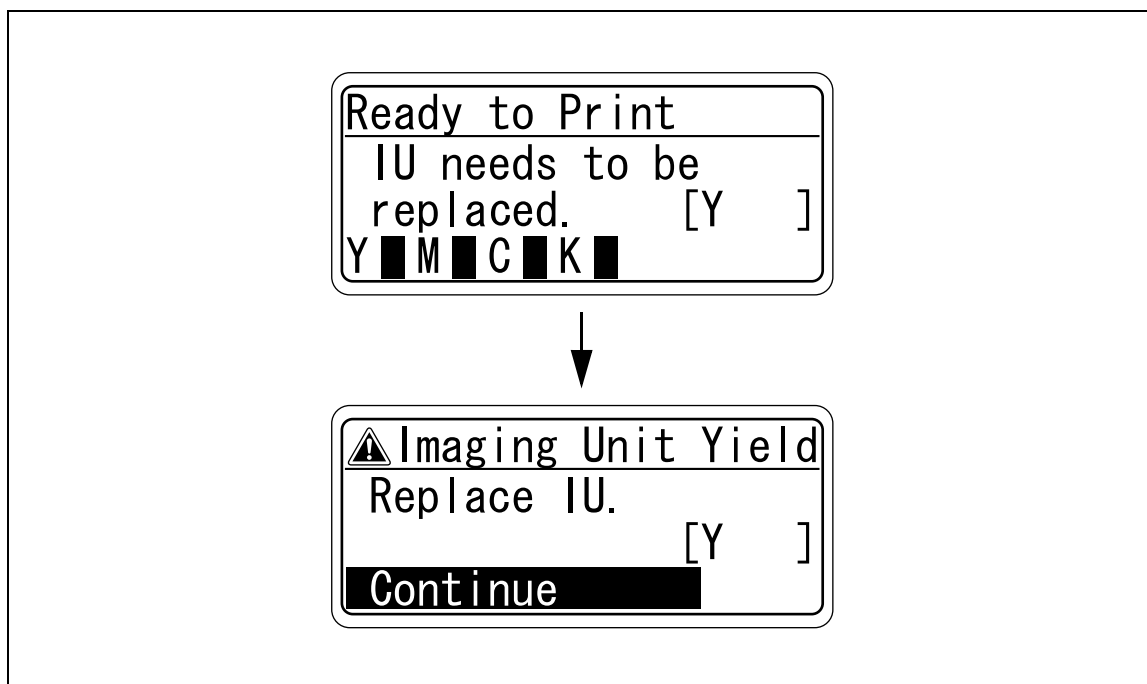 Ready to Print
IU needs to be
replaced. [Y ]
Y M C K
Imaging Unit Yield
Replace IU.
[Y ]
Continue